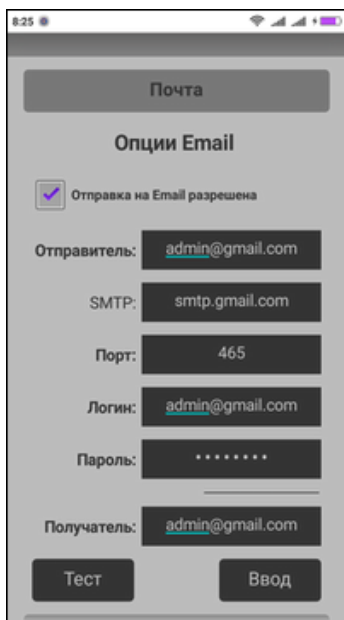 8:25
Почта
Опции Email
Отправка на Email разрешена
Отправитель: admin@gmail.com
SMTP: smtp.gmail.com
Порт: 465
Логин: admin@gmail.com
Пароль: ••••••••
Получатель: admin@gmail.com
Тест Ввод